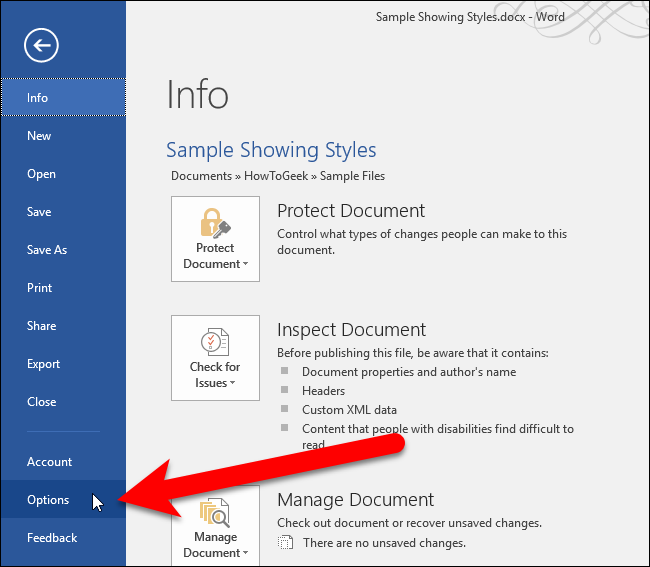 Sample Showing Styles.docx - Word
Info
New
Open
Save
Save As
Print
Share
Export
Close
Account
Options
Feedback
Info
Sample Showing Styles
Documents » HowToGeek » Sample Files
Protect
Document
Protect Document
Control what types of changes people can make to this
document.
Check for
Issues
Inspect Document
Before publishing this file, be aware that it contains:
Document properties and author's name
Headers
Custom XML data
Content that people with disabilities find difficult to
read
Manage
Document
Manage Document
Check out document or recover unsaved changes.
There are no unsaved changes.